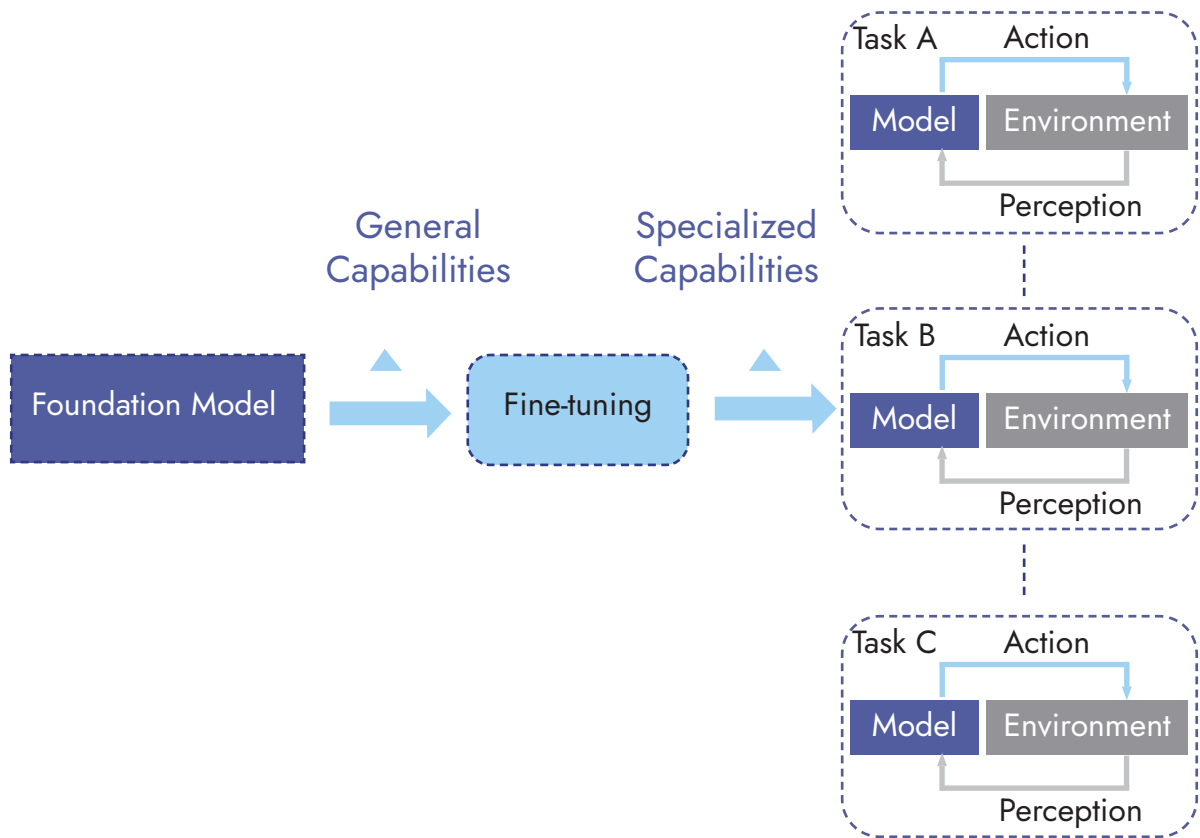 Task A
Action
Model
Environment
Perception
General
Capabilities
Specialized
Capabilities
Foundation Model
Fine-tuning
Task B
Action
Model
Environment
Perception
Task C
Action
Model
Environment
Perception